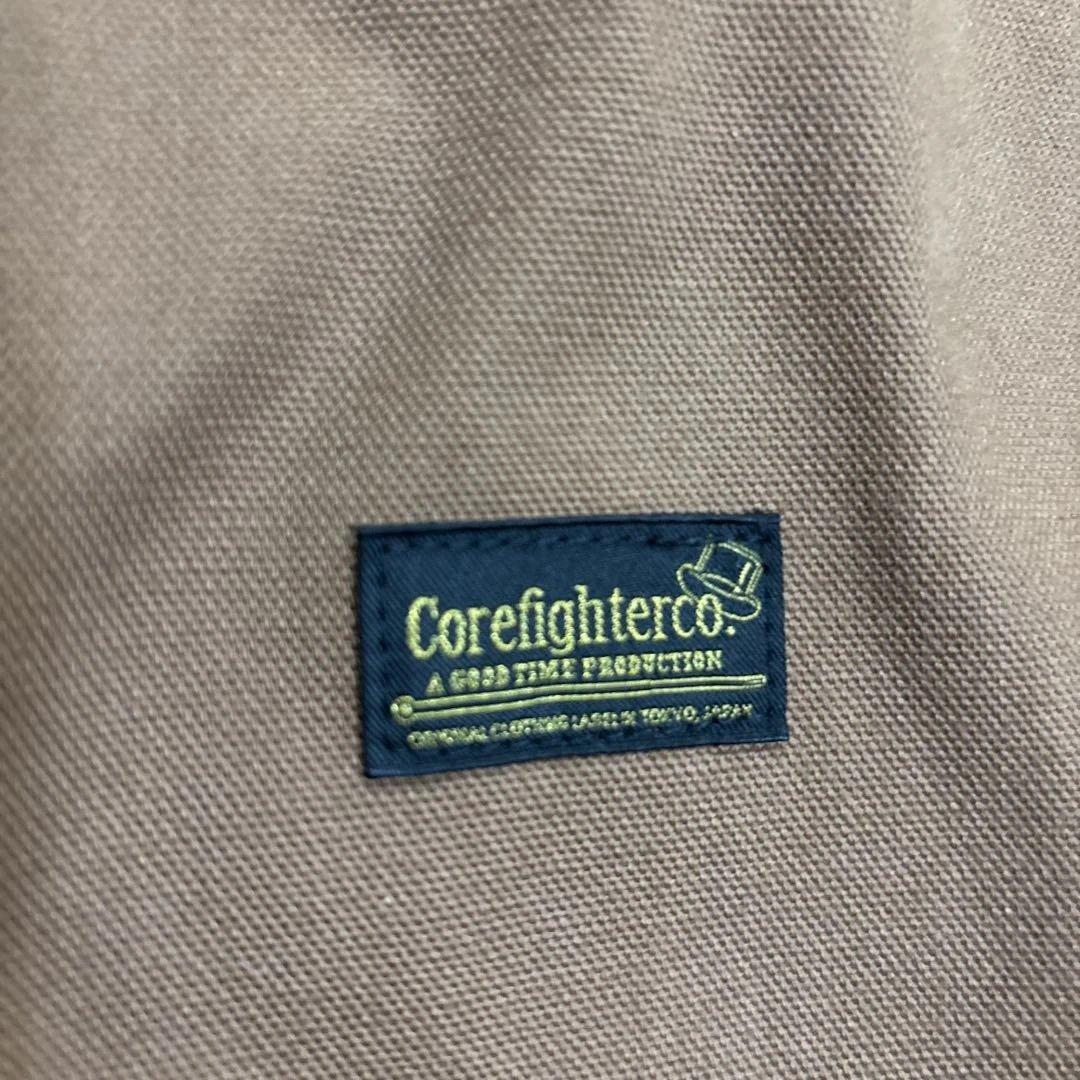 Corefighterco.
A GOOD TIME PRODUCTION
ORIGINAL CLOTHING LABEL IN TOKYO, JAPAN